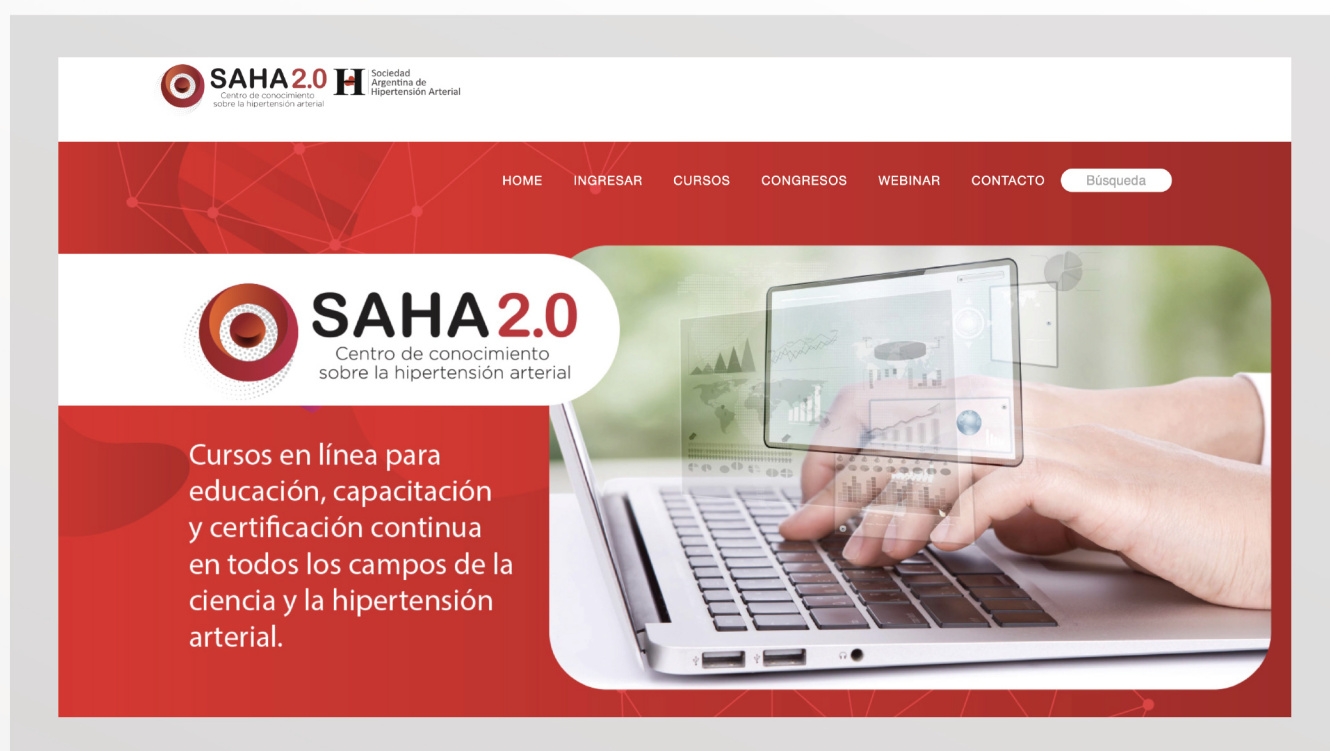 SAHA 2.0
Centro de conocimiento
sobre la hipertensión arterial
H
Sociedad
Argentina de
Hipertensión Arterial
HOME INGRESAR CURSOS CONGRESOS WEBINAR CONTACTO Búsqueda
SAHA 2.0
Centro de conocimiento
sobre la hipertensión arterial
Cursos en línea para
educación, capacitación
y certificación continua
en todos los campos de la
ciencia y la hipertensión
arterial.